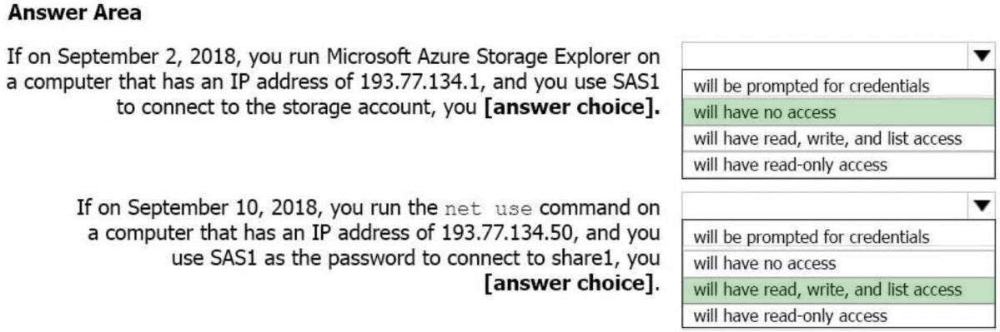 Answer Area
If on September 2, 2018, you run Microsoft Azure Storage Explorer on
a computer that has an IP address of 193.77.134.1, and you use SAS1
to connect to the storage account, you [answer choice].
will be prompted for credentials
will have no access
will have read, write, and list access
will have read-only access
If on September 10, 2018, you run the net use command on
a computer that has an IP address of 193.77.134.50, and you
use SAS1 as the password to connect to share1, you
[answer choice].
will be prompted for credentials
will have no access
will have read, write, and list access
will have read-only access